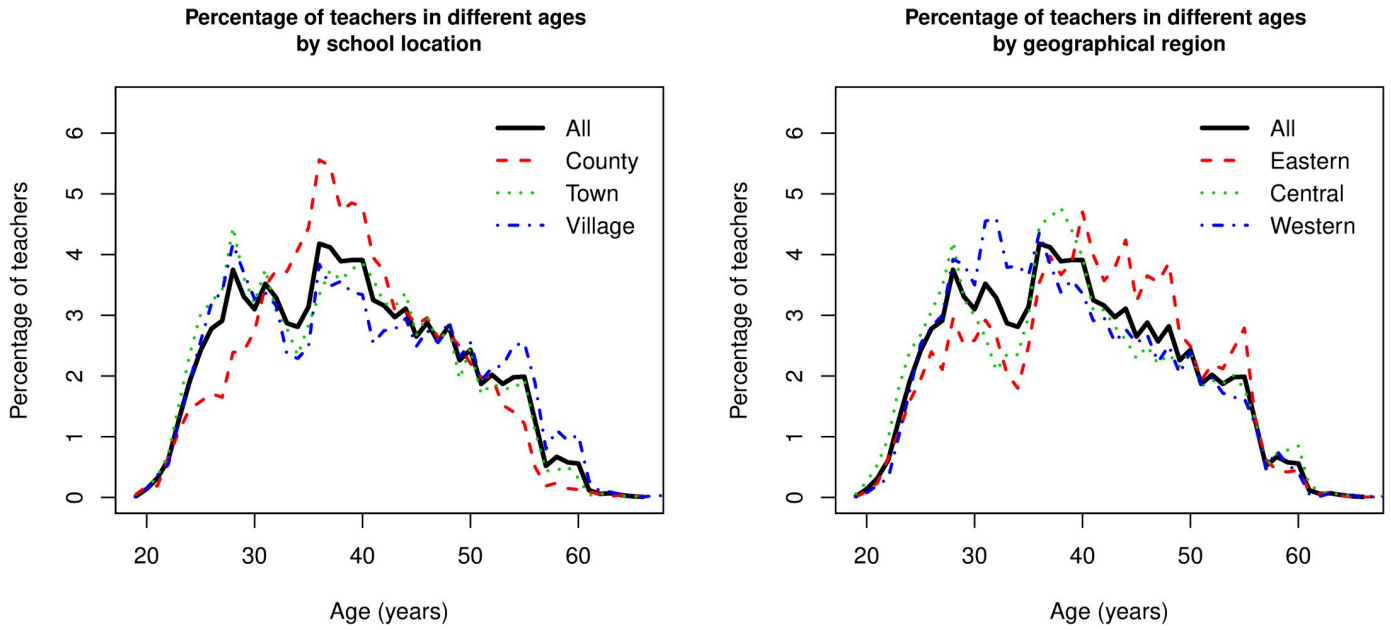 Percentage of teachers in different ages
by school location
Percentage of teachers
6
5
4
3
2
1
0
All
County
Town
Village
20 30 40 50 60
Age (years)
Percentage of teachers in different ages
by geographical region
Percentage of teachers
6
5
4
3
2
1
0
All
Eastern
Central
Western
20 30 40 50 60
Age (years)